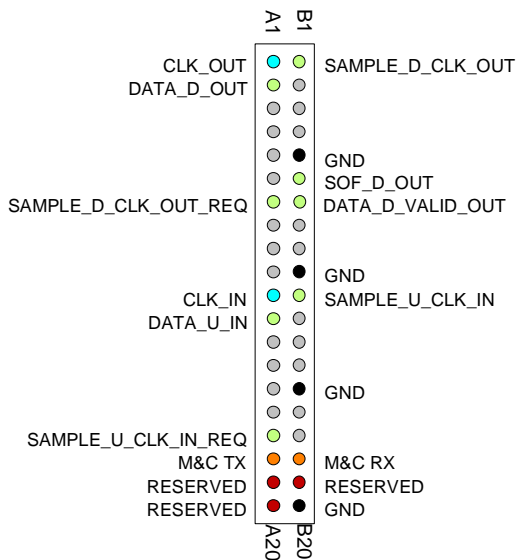 A1 B1
CLK_OUT SAMPLE_D_CLK_OUT
DATA_D_OUT
GND
SOF_D_OUT
SAMPLE_D_CLK_OUT_REQ DATA_D_VALID_OUT
GND
CLK_IN SAMPLE_U_CLK_IN
DATA_U_IN
GND
SAMPLE_U_CLK_IN_REQ
M&C TX M&C RX
RESERVED RESERVED
RESERVED GND
A20 B20